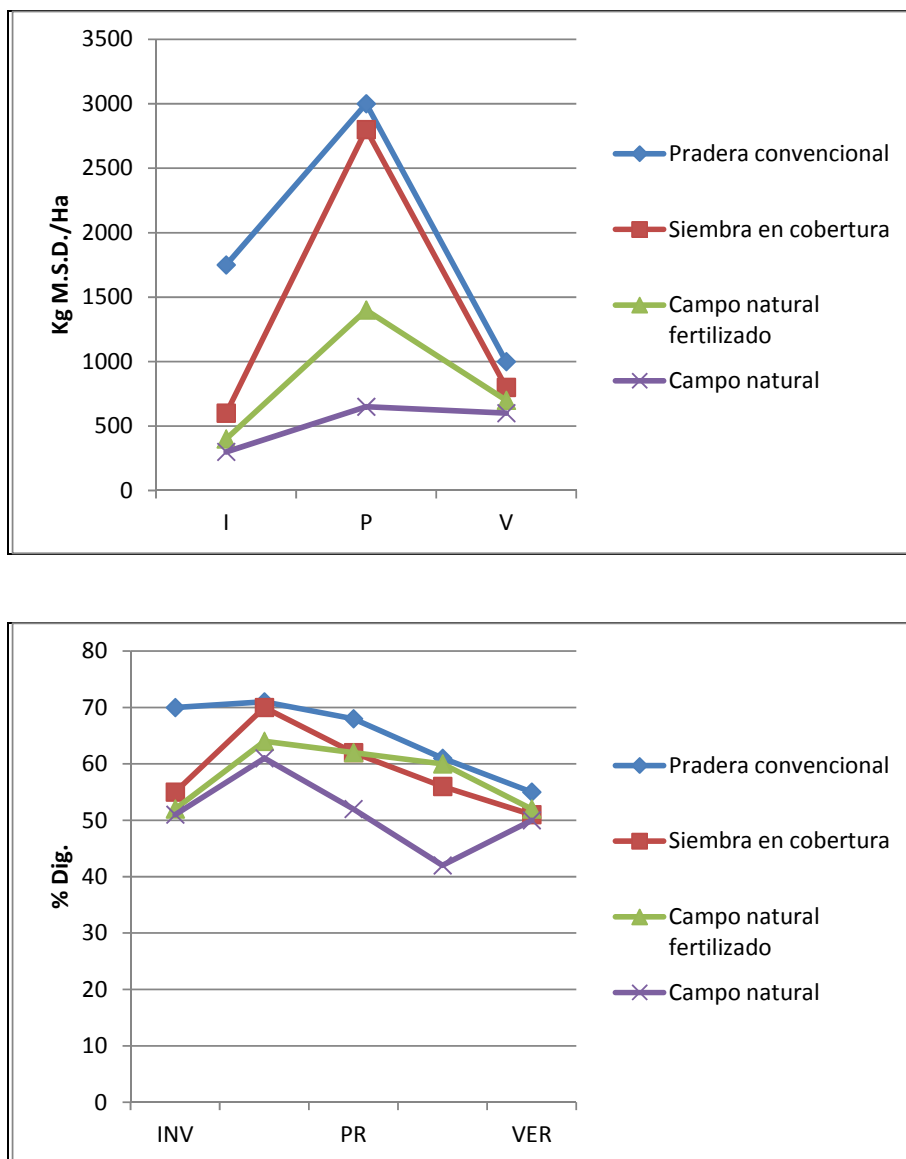 3500
3000
2500
2000
1500
1000
500
0
Kg M.S.D./Ha
I P V
Pradera convencional
Siembra en cobertura
Campo natural
fertilizado
Campo natural
80
70
60
50
40
30
20
10
0
% Dig.
INV PR VER
Pradera convencional
Siembra en cobertura
Campo natural
fertilizado
Campo natural